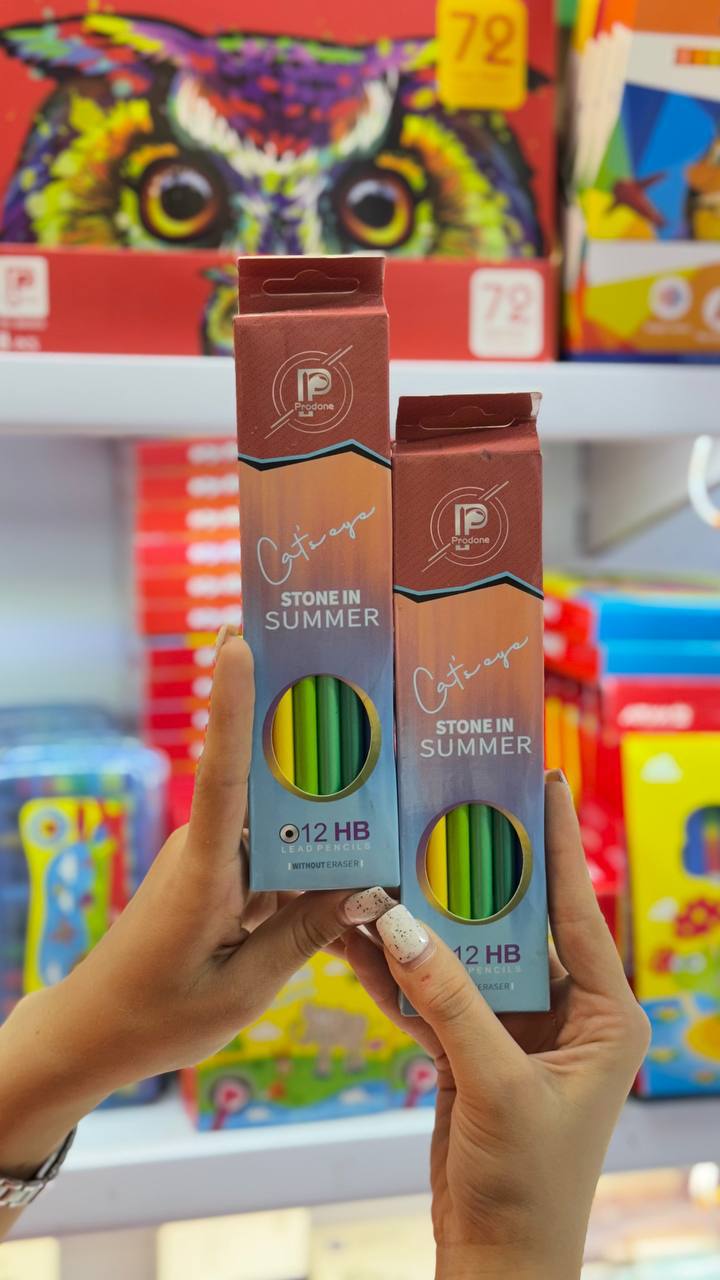 72
72
Prodone
Cat's eye
STONE IN
SUMMER
12 HB
LEAD PENCILS
WITHOUT ERASER
Prodone
Cat's eye
STONE IN
SUMMER
12 HB
PENCILS
ERASER